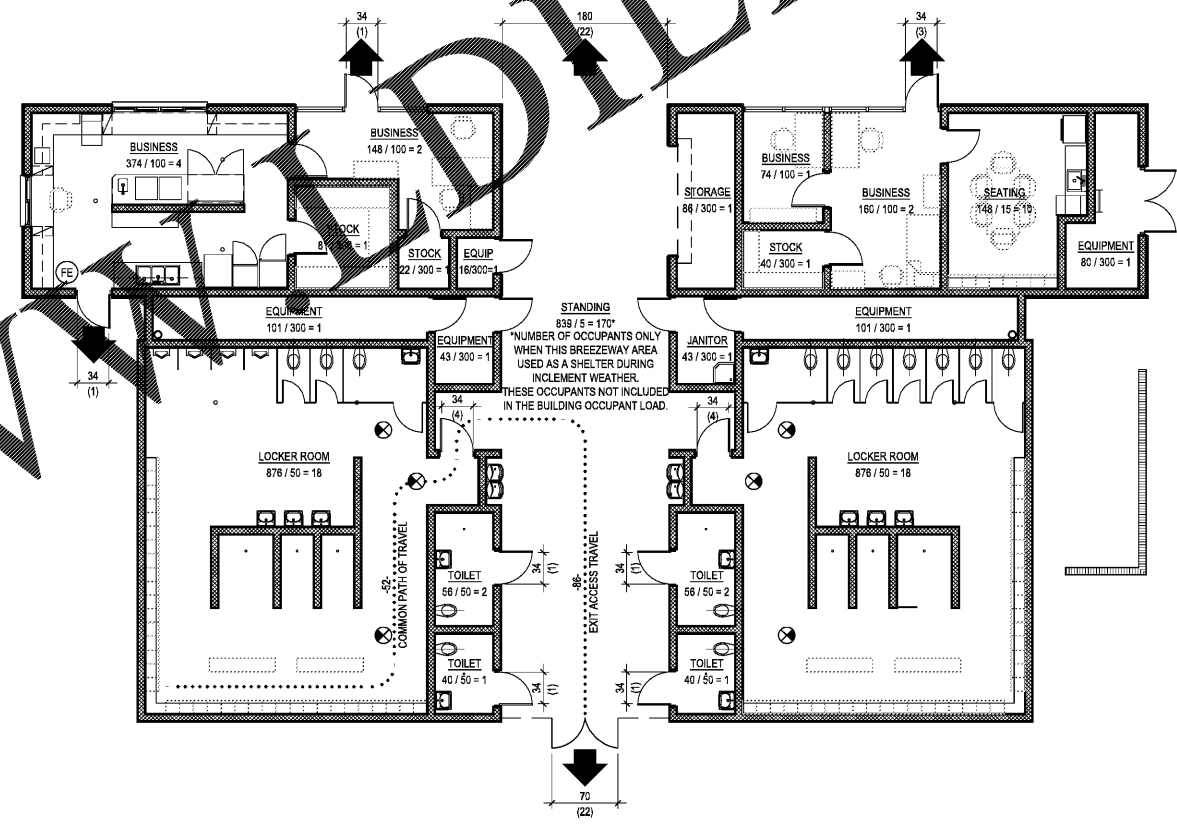 34
(1)
180
(22)
34
(3)
BUSINESS
374 / 100 = 4
BUSINESS
148 / 100 = 2
STOCK
STOCK
22 / 300 = 1
EQUIP
16/300=1
FE
STORAGE
86 / 300 = 1
BUSINESS
74 / 100 = 1
BUSINESS
160 / 100 = 2
STOCK
40 / 300 = 1
SEATING
148 / 15 = 10
EQUIPMENT
80 / 300 = 1
EQUIPMENT
101 / 300 = 1
EQUIPMENT
43 / 300 = 1
STANDING
839 / 5 = 170*
*NUMBER OF OCCUPANTS ONLY
WHEN THIS BREEZEWAY AREA
USED AS A SHELTER DURING
INCLEMENT WEATHER.
THESE OCCUPANTS NOT INCLUDED
IN THE BUILDING OCCUPANT LOAD.
JANITOR
43 / 300 = 1
EQUIPMENT
101 / 300 = 1
34
(1)
34
(4)
34
(4)
LOCKER ROOM
876 / 50 = 18
LOCKER ROOM
876 / 50 = 18
-52-
COMMON PATH OF TRAVEL
-86-
EXIT ACCESS TRAVEL
TOILET
56 / 50 = 2
34
(1)
34
(1)
TOILET
56 / 50 = 2
TOILET
40 / 50 = 1
34
(1)
34
(1)
TOILET
40 / 50 = 1
70
(22)